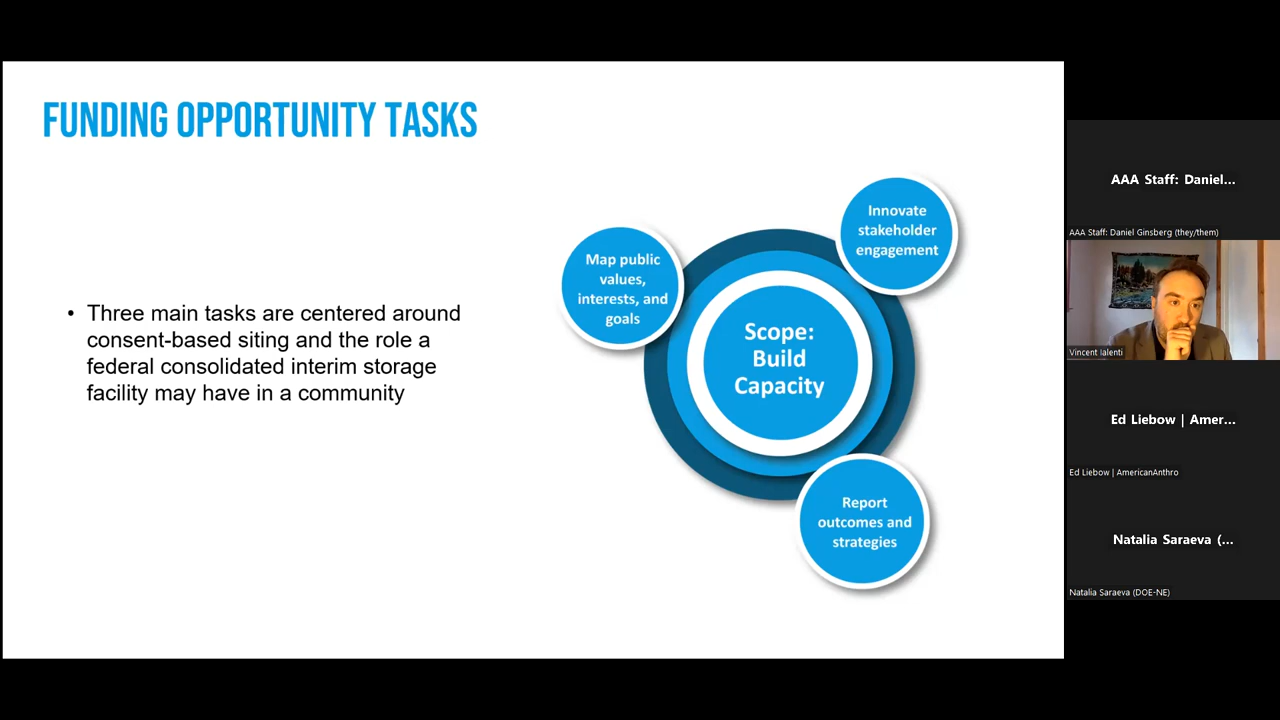 FUNDING OPPORTUNITY TASKS
• Three main tasks are centered around
consent-based siting and the role a
federal consolidated interim storage
facility may have in a community
Map public
values,
interests, and
goals
Innovate
stakeholder
engagement
Scope:
Build
Capacity
Report
outcomes and
strategies
AAA Staff: Daniel...
AAA Staff: Daniel Ginsberg (they/them)
Vincent Ialenti
Ed Liebow | Amer...
Ed Liebow | AmericanAnthro
Natalia Saraeva (...
Natalia Saraeva (DOE-NE)